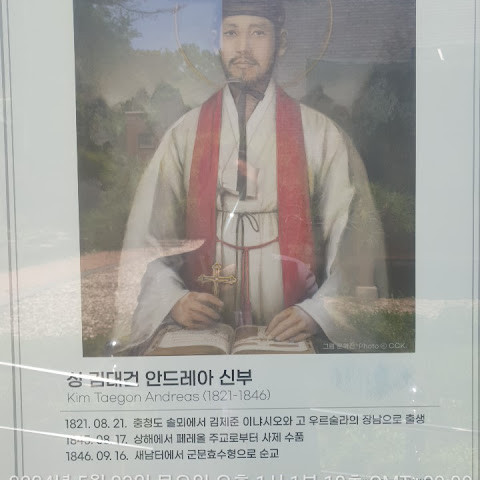 그림 Photo ⓒ COK
성 김대건 안드레아 신부
Kim Taegon Andreas (1821-1846)
1821. 08. 21. 충청도 솔뫼에서 김제준 이냐시오와 고 우르술라의 장남으로 출생
1845. 08. 17. 상해에서 페레올 주교로부터 사제 수품
1846. 09. 16. 새남터에서 군문효수형으로 순교